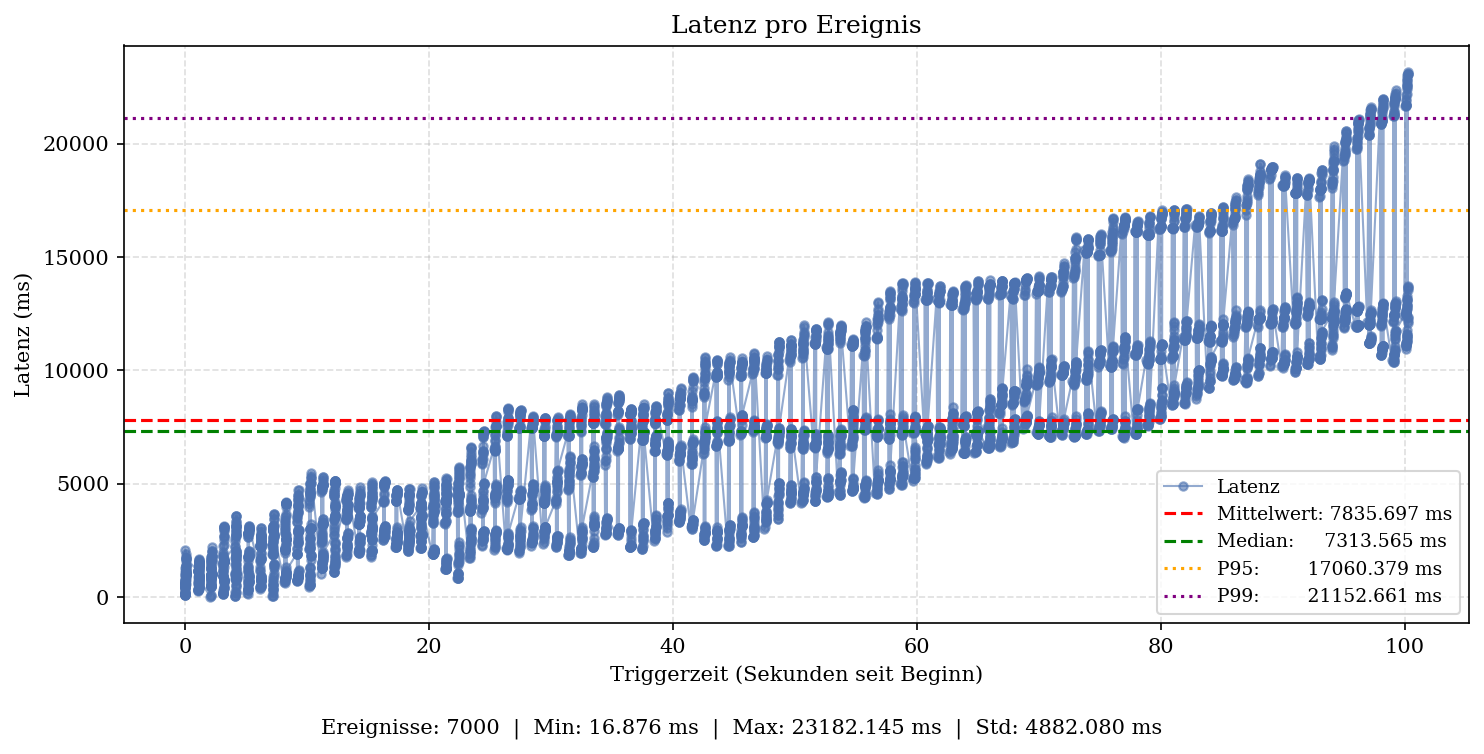 Latenz pro Ereignis
Latenz (ms)
20000
15000
10000
5000
0
Latenz
Mittelwert: 7835.697 ms
Median: 7313.565 ms
P95: 17060.379 ms
P99: 21152.661 ms
0 20 40 60 80 100
Triggerzeit (Sekunden seit Beginn)
Ereignisse: 7000 | Min: 16.876 ms | Max: 23182.145 ms | Std: 4882.080 ms